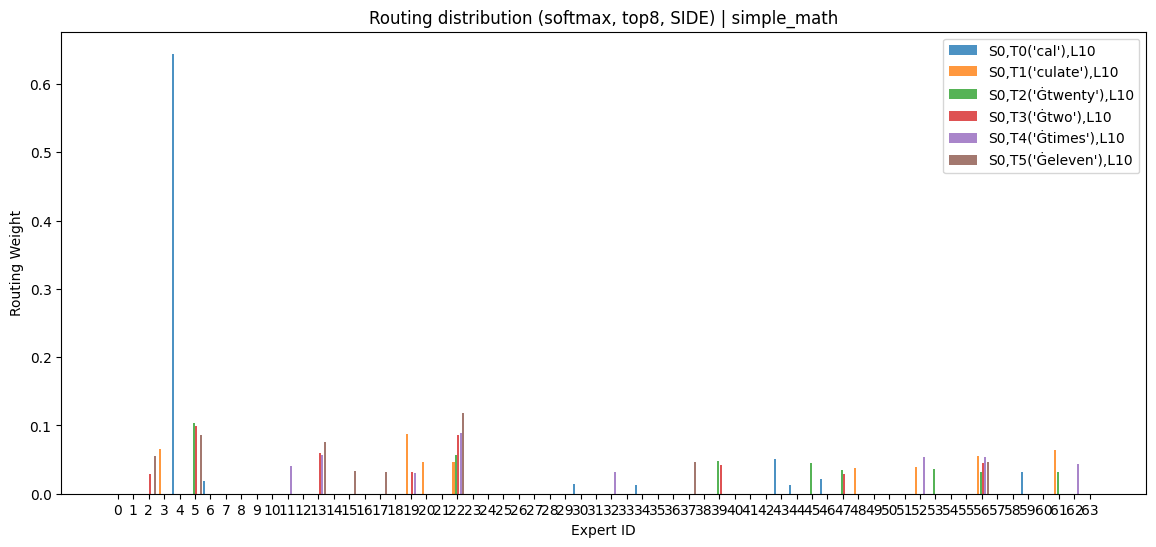 Routing distribution (softmax, top8, SIDE) | simple_math
S0,T0('cal'),L10
S0,T1('culate'),L10
S0,T2('Ġtwenty'),L10
S0,T3('Ġtwo'),L10
S0,T4('Ġtimes'),L10
S0,T5('Ġeleven'),L10
Routing Weight
0.6
0.5
0.4
0.3
0.2
0.1
0.0
0 1 2 3 4 5 6 7 8 9 10 11 12 13 14 15 16 17 18 19 20 21 22 23 24 25 26 27 28 29 30 31 32 33 34 35 36 37 38 39 40 41 42 43 44 45 46 47 48 49 50 51 52 53 54 55 56 57 58 59 60 61 62 63
Expert ID